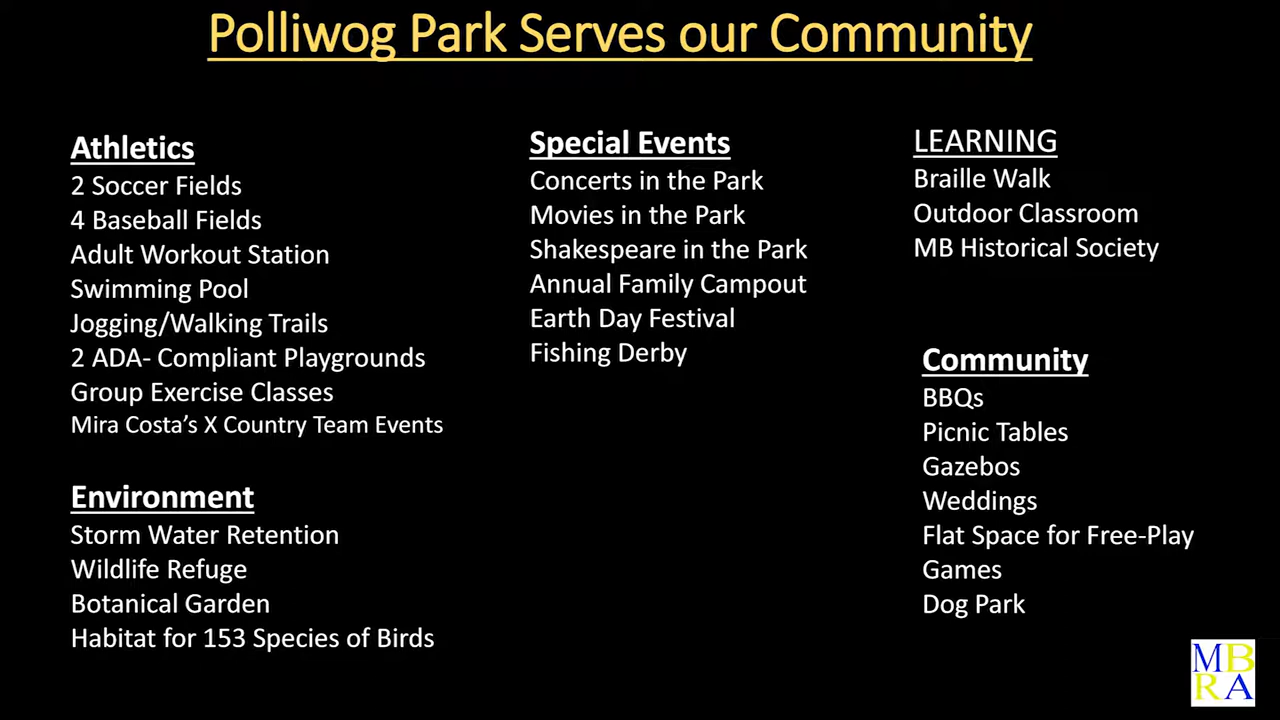 Polliwog Park Serves our Community
Athletics
2 Soccer Fields
4 Baseball Fields
Adult Workout Station
Swimming Pool
Jogging/Walking Trails
2 ADA- Compliant Playgrounds
Group Exercise Classes
Mira Costa’s X Country Team Events
Environment
Storm Water Retention
Wildlife Refuge
Botanical Garden
Habitat for 153 Species of Birds
Special Events
Concerts in the Park
Movies in the Park
Shakespeare in the Park
Annual Family Campout
Earth Day Festival
Fishing Derby
LEARNING
Braille Walk
Outdoor Classroom
MB Historical Society
Community
BBQs
Picnic Tables
Gazebos
Weddings
Flat Space for Free-Play
Games
Dog Park
MB
RA